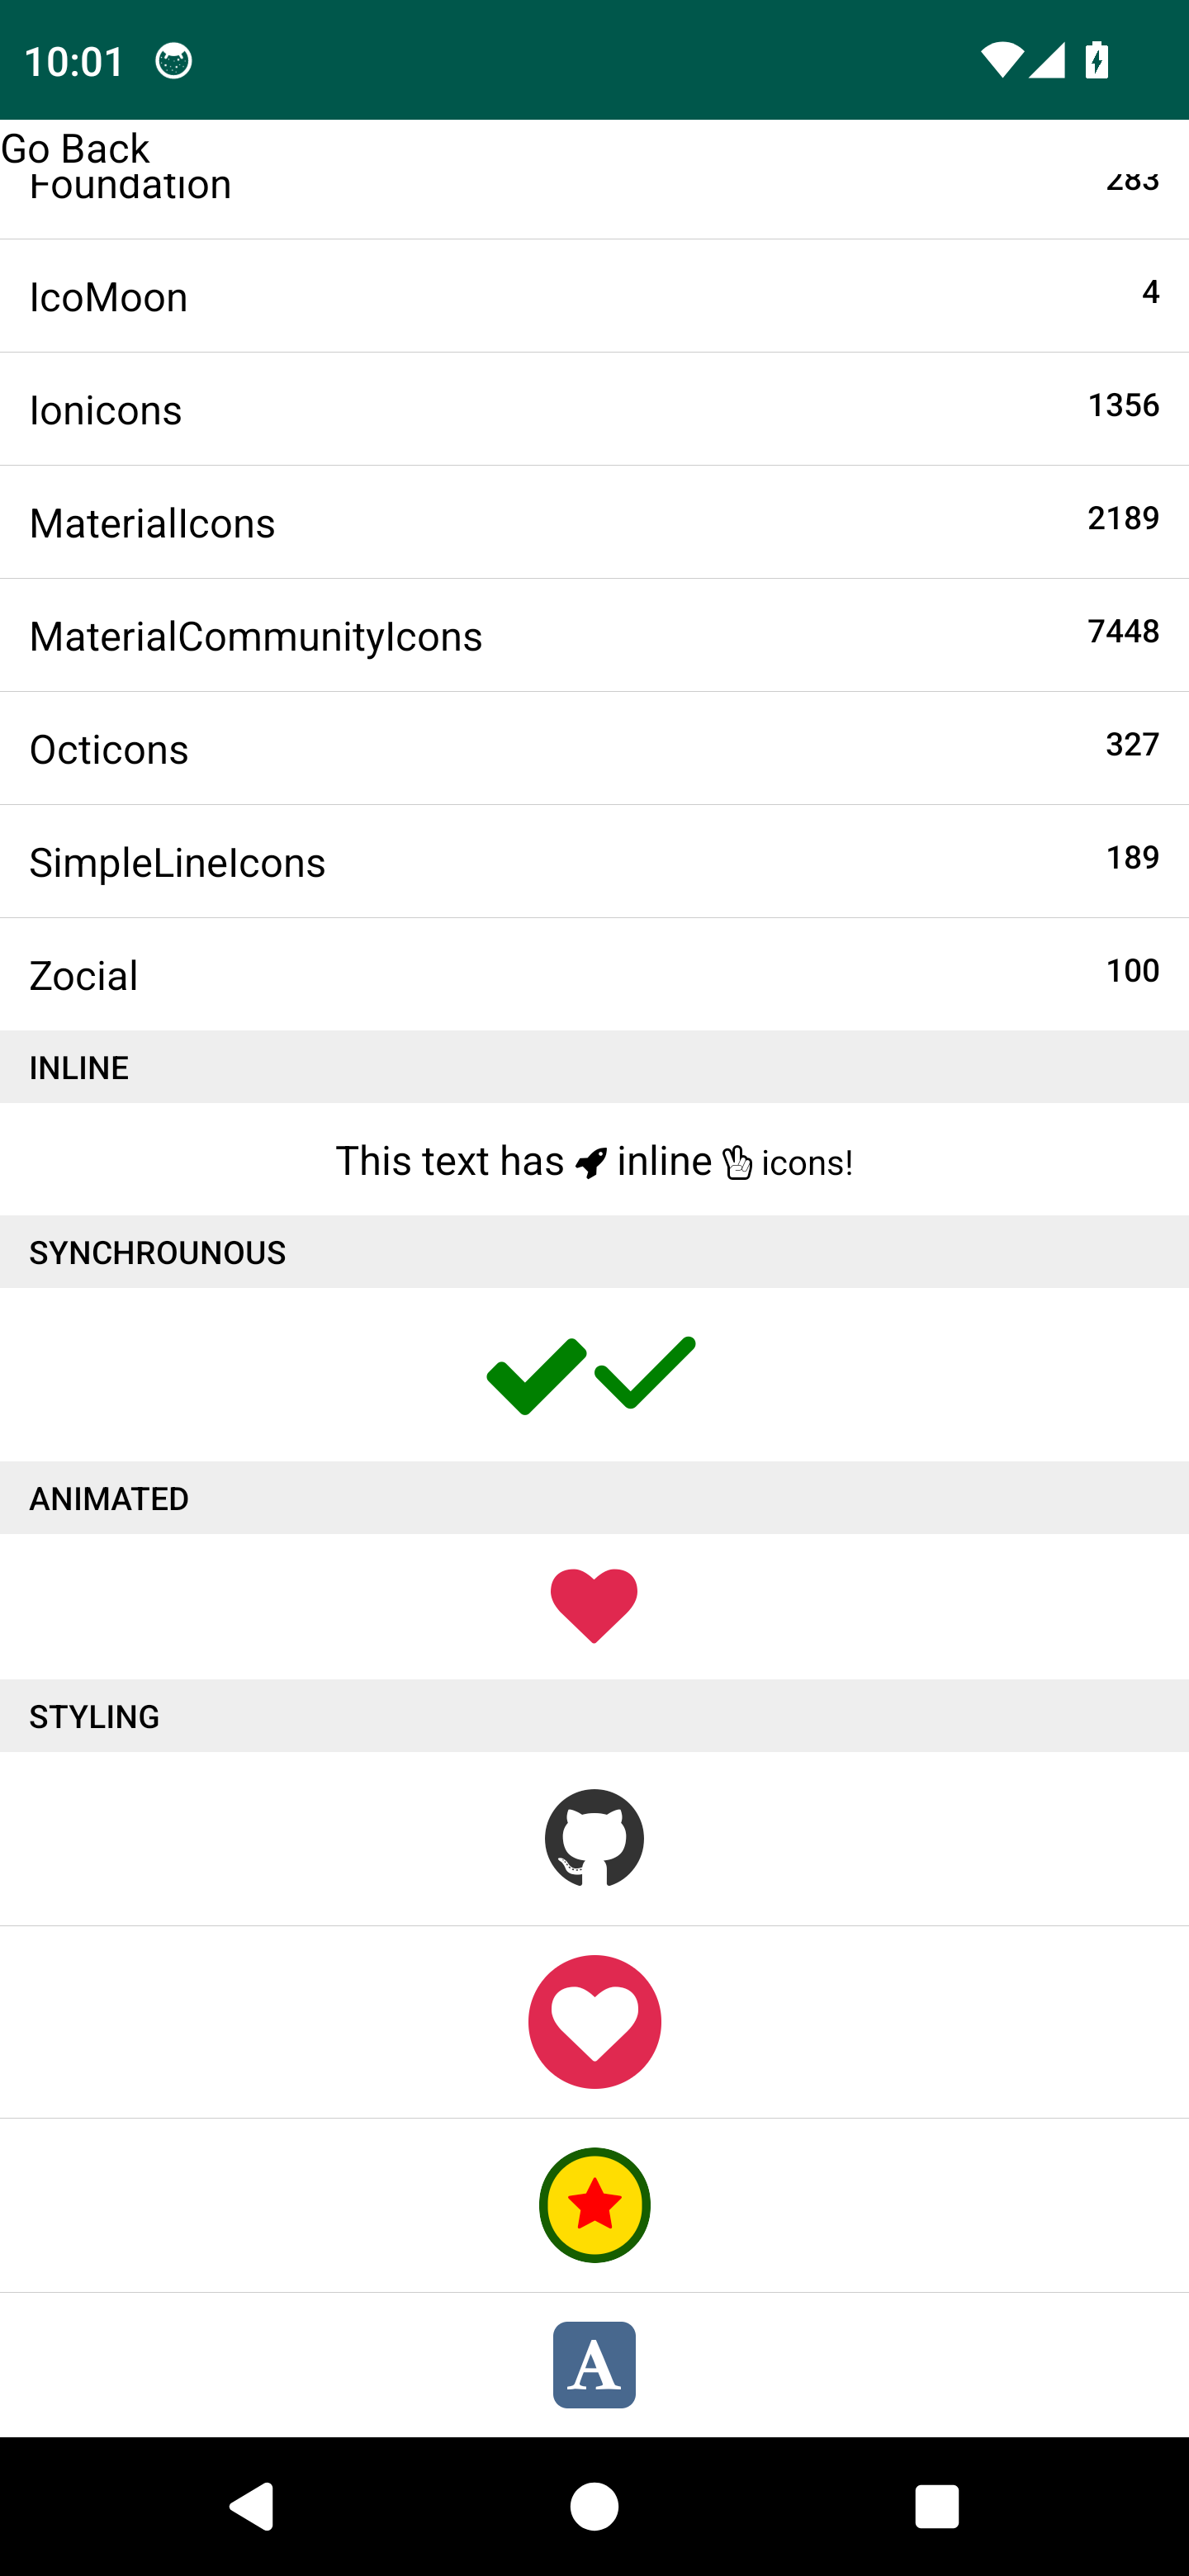 10:01
Go Back
Foundation 283
IcoMoon 4
Ionicons 1356
MaterialIcons 2189
MaterialCommunityIcons 7448
Octicons 327
SimpleLineIcons 189
Zocial 100
INLINE
This text has inline icons!
SYNCHROUNOUS
ANIMATED
STYLING
A